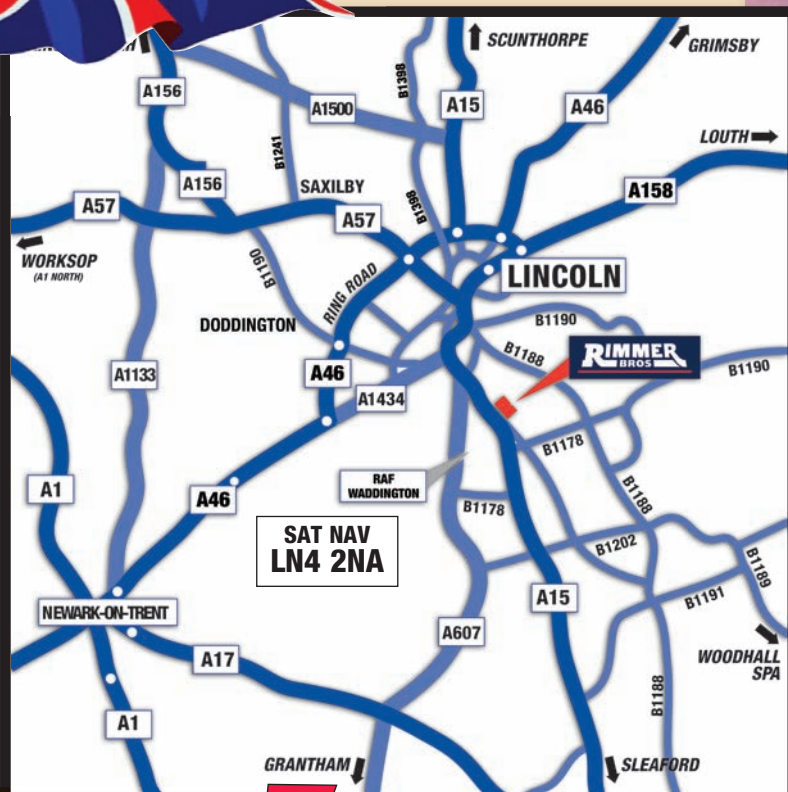 SCUNTHORPE
GRIMSBY
A156
A1500
B1398
A15
A46
LOUTH
B1241
A156
SAXILBY
A158
A57
A57
B1398
WORKSOP
(A1 NORTH)
B1190
RING ROAD
LINCOLN
DODDINGTON
B1190
RIMMER
BROS
B1188
B1190
A1133
A46
A1434
B1178
A1
A46
RAF
WADDINGTON
B1178
B1188
SAT NAV
LN4 2NA
B1202
B1189
A15
B1191
NEWARK-ON-TRENT
A607
A17
WOODHALL
SPA
B1188
A1
GRANTHAM
SLEAFORD